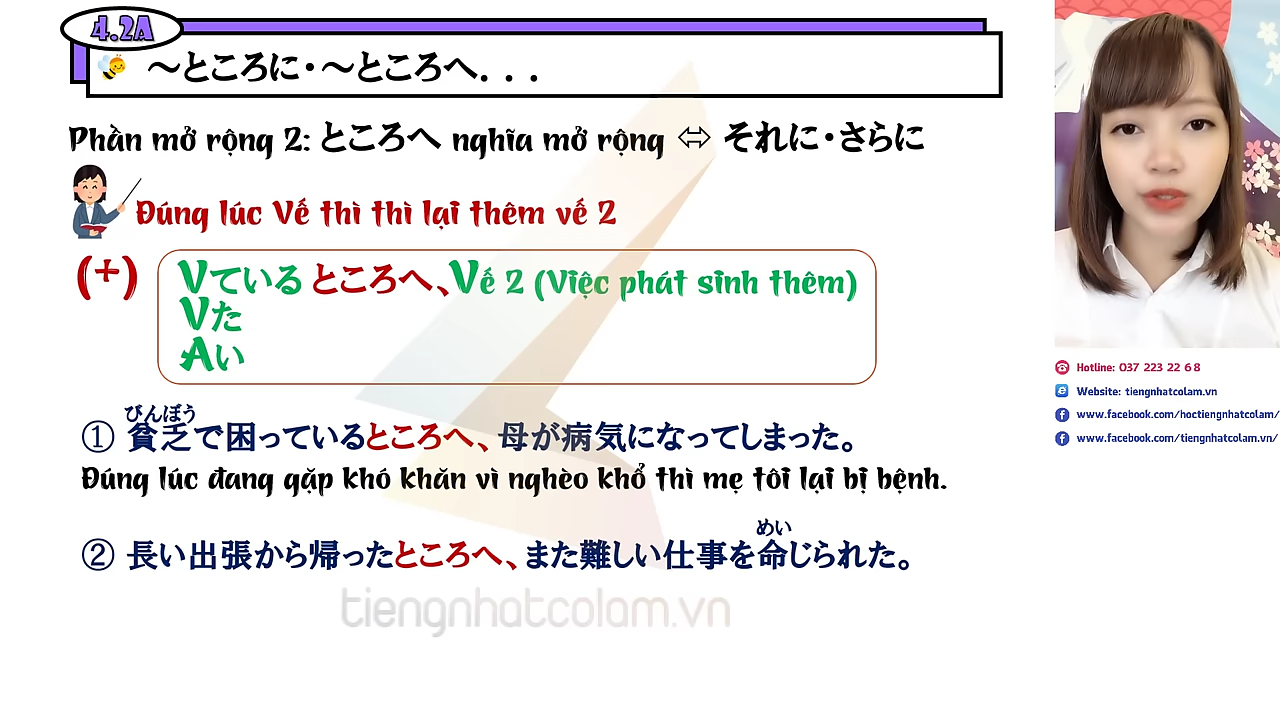 4.2A
～ところに・～ところへ. . .
Phần mở rộng 2: ところへ nghĩa mở rộng ⇔ それに・さらに
Đúng lúc Vế thì thì lại thêm vế 2
(+)
Vている ところへ、Vế 2 (Việc phát sinh thêm)
Vた
Aい
びんぼう
① 貧乏で困っているところへ、母が病気になってしまった。
Đúng lúc đang gặp khó khăn vì nghèo khổ thì mẹ tôi lại bị bệnh.
めい
② 長い出張から帰ったところへ、また難しい仕事を命じられた。
tiengnhatcolam.vn
Hotline: 037 223 22 68
Website: tiengnhatcolam.vn
www.facebook.com/hoctiengnhatcolam/
www.facebook.com/tiengnhatcolam.vn/